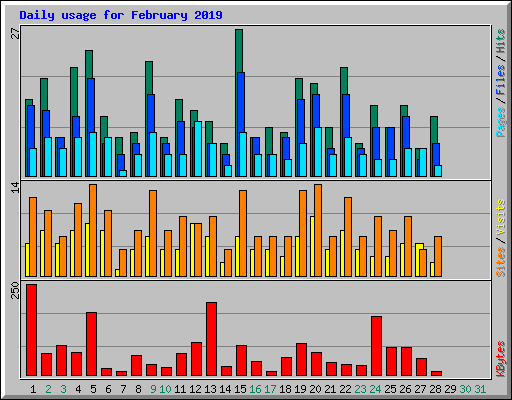 Daily usage for February 2019
27
Pages / Files / Hits
14
Sites / Visits
250
KBytes
1 2 3 4 5 6 7 8 9 10 11 12 13 14 15 16 17 18 19 20 21 22 23 24 25 26 27 28 29 30 31